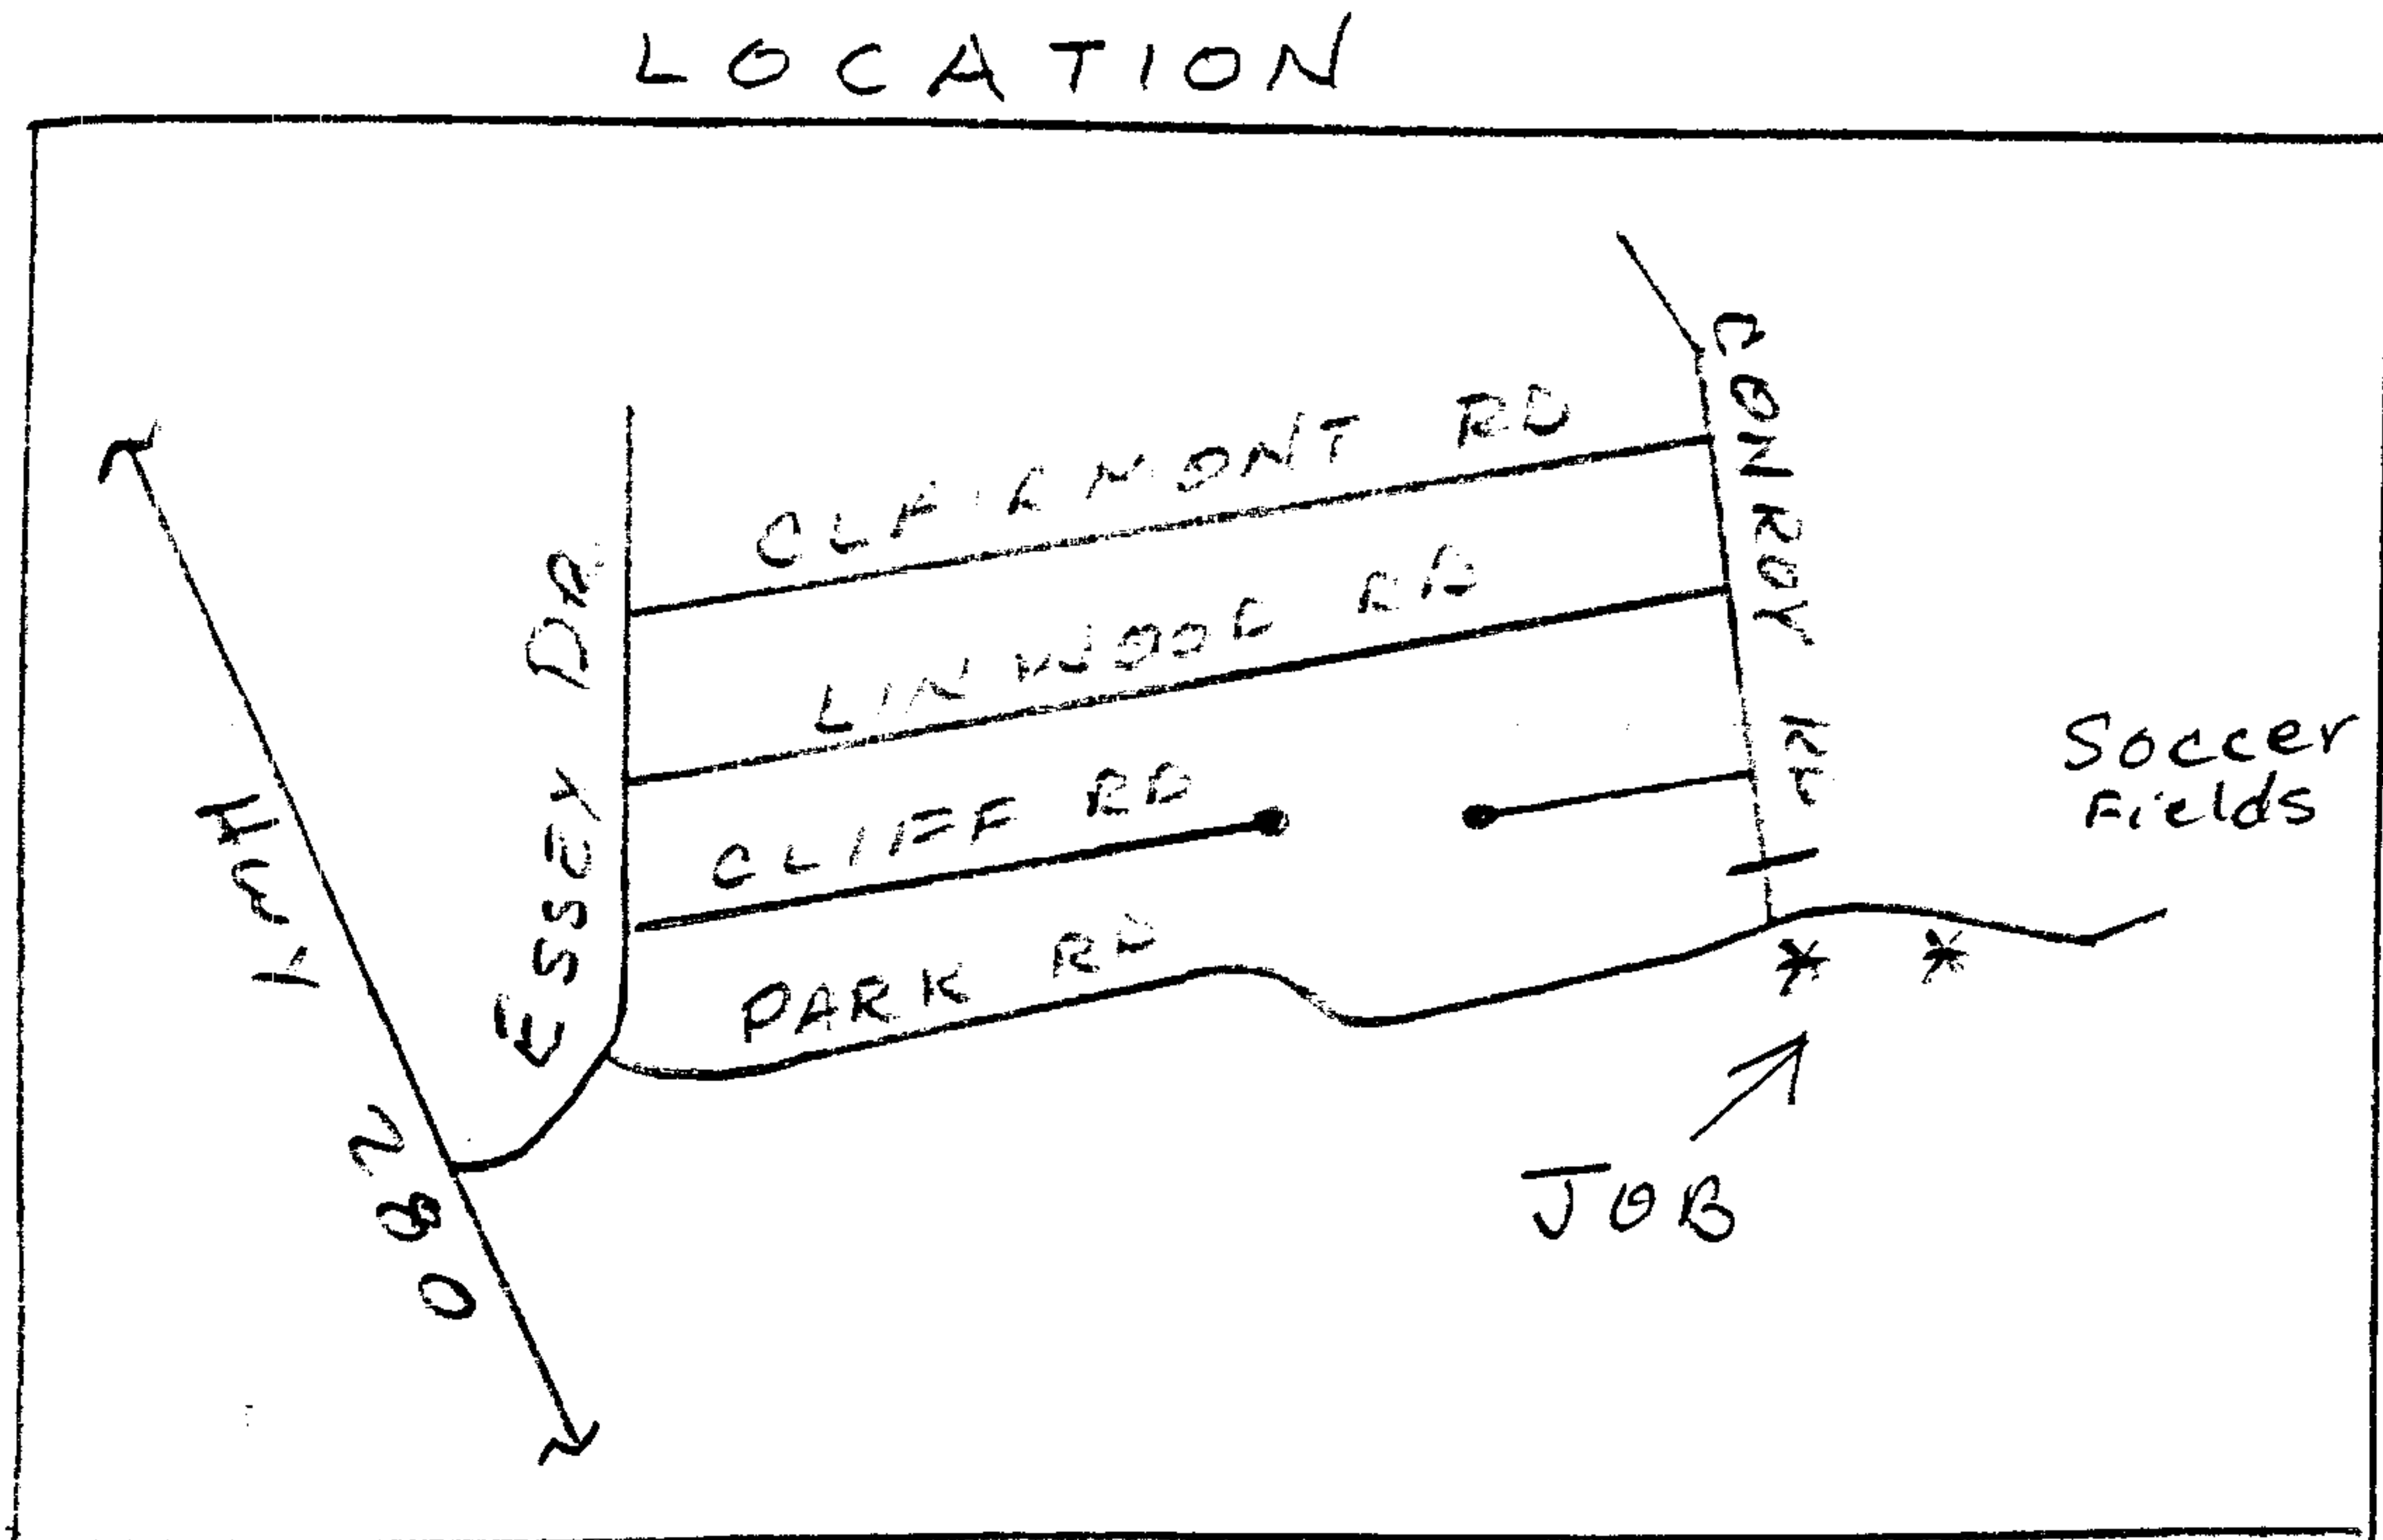 LOCATION
CONROY RD
CLAIRMONT RD
LINWOOD RD
ESSEX DR
CLIFF RD
Soccer
Fields
PARK RD
HWY
280
* *
JOB